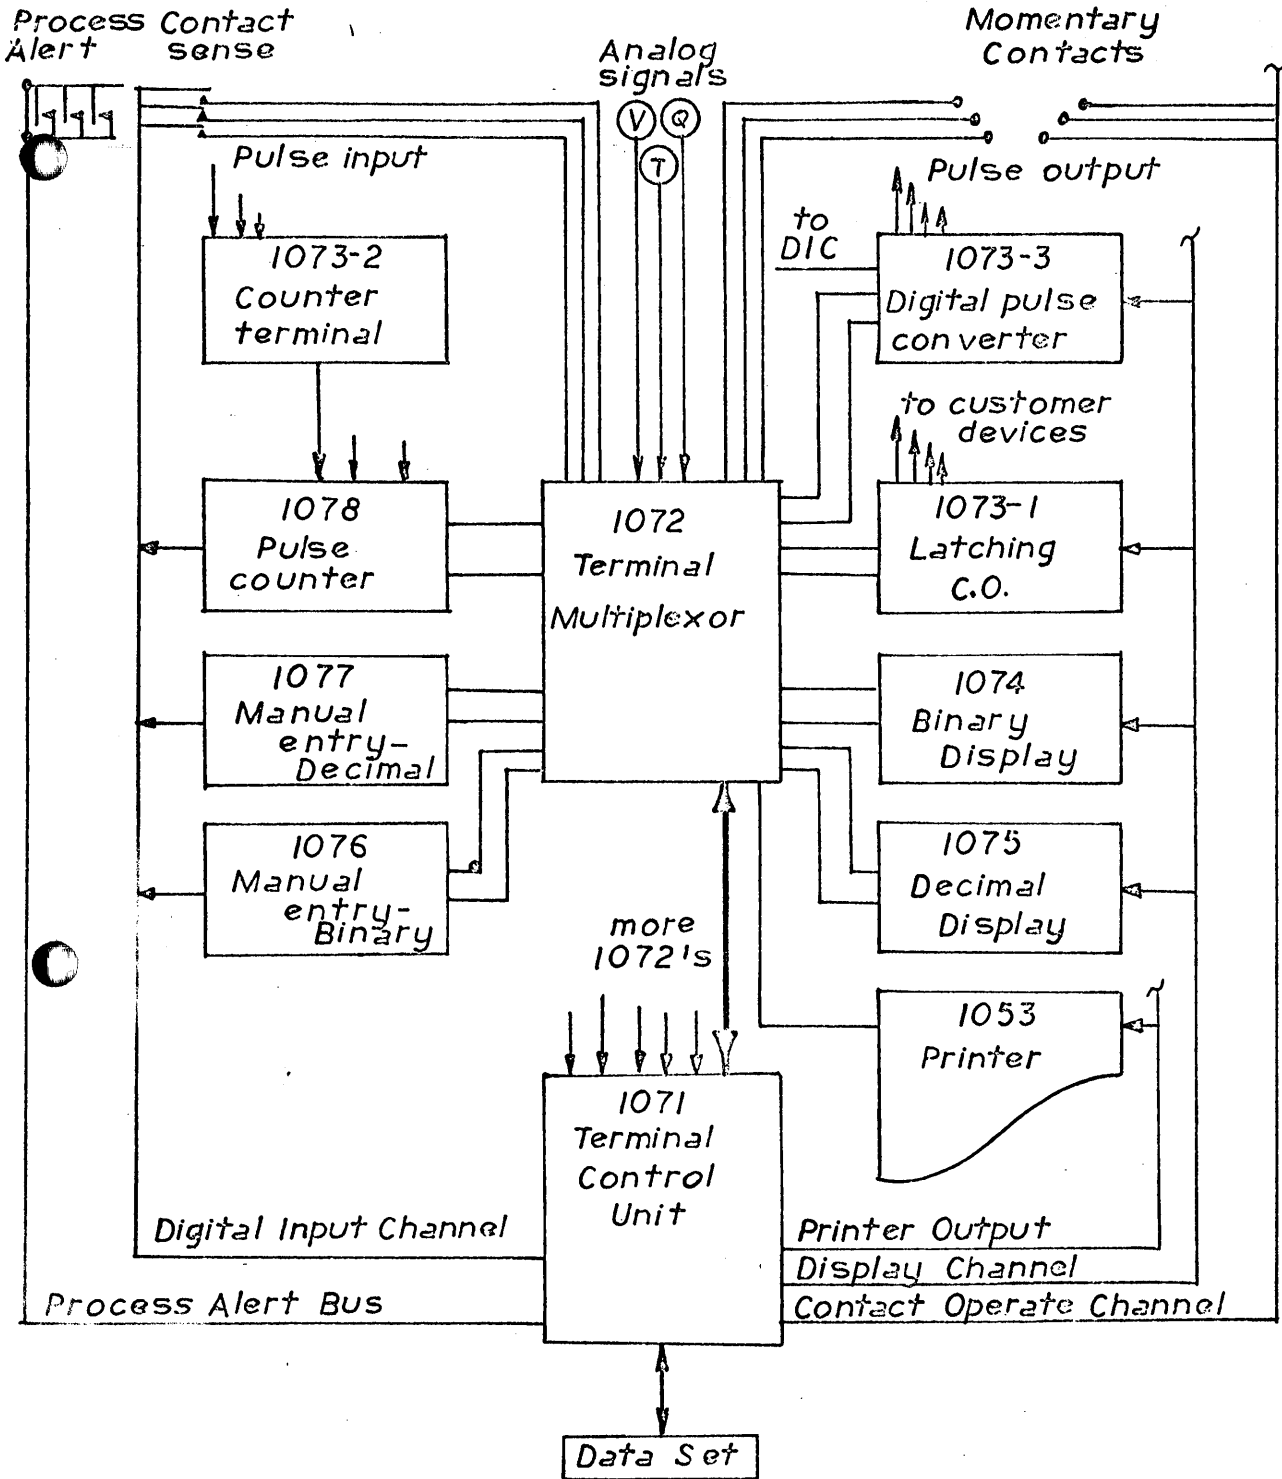 Process
Alert
Contact
sense
Analog
signals
Momentary
Contacts
V
Q
T
Pulse input
Pulse output
to
DIC
1073-2
Counter
terminal
1073-3
Digital pulse
converter
to customer
devices
1078
Pulse
counter
1072
Terminal
Multiplexor
1073-1
Latching
C.O.
1077
Manual
entry-
Decimal
1074
Binary
Display
1076
Manual
entry-
Binary
1075
Decimal
Display
more
1072's
1053
Printer
1071
Terminal
Control
Unit
Digital Input Channel
Printer Output
Display Channel
Process Alert Bus
Contact Operate Channel
Data Set